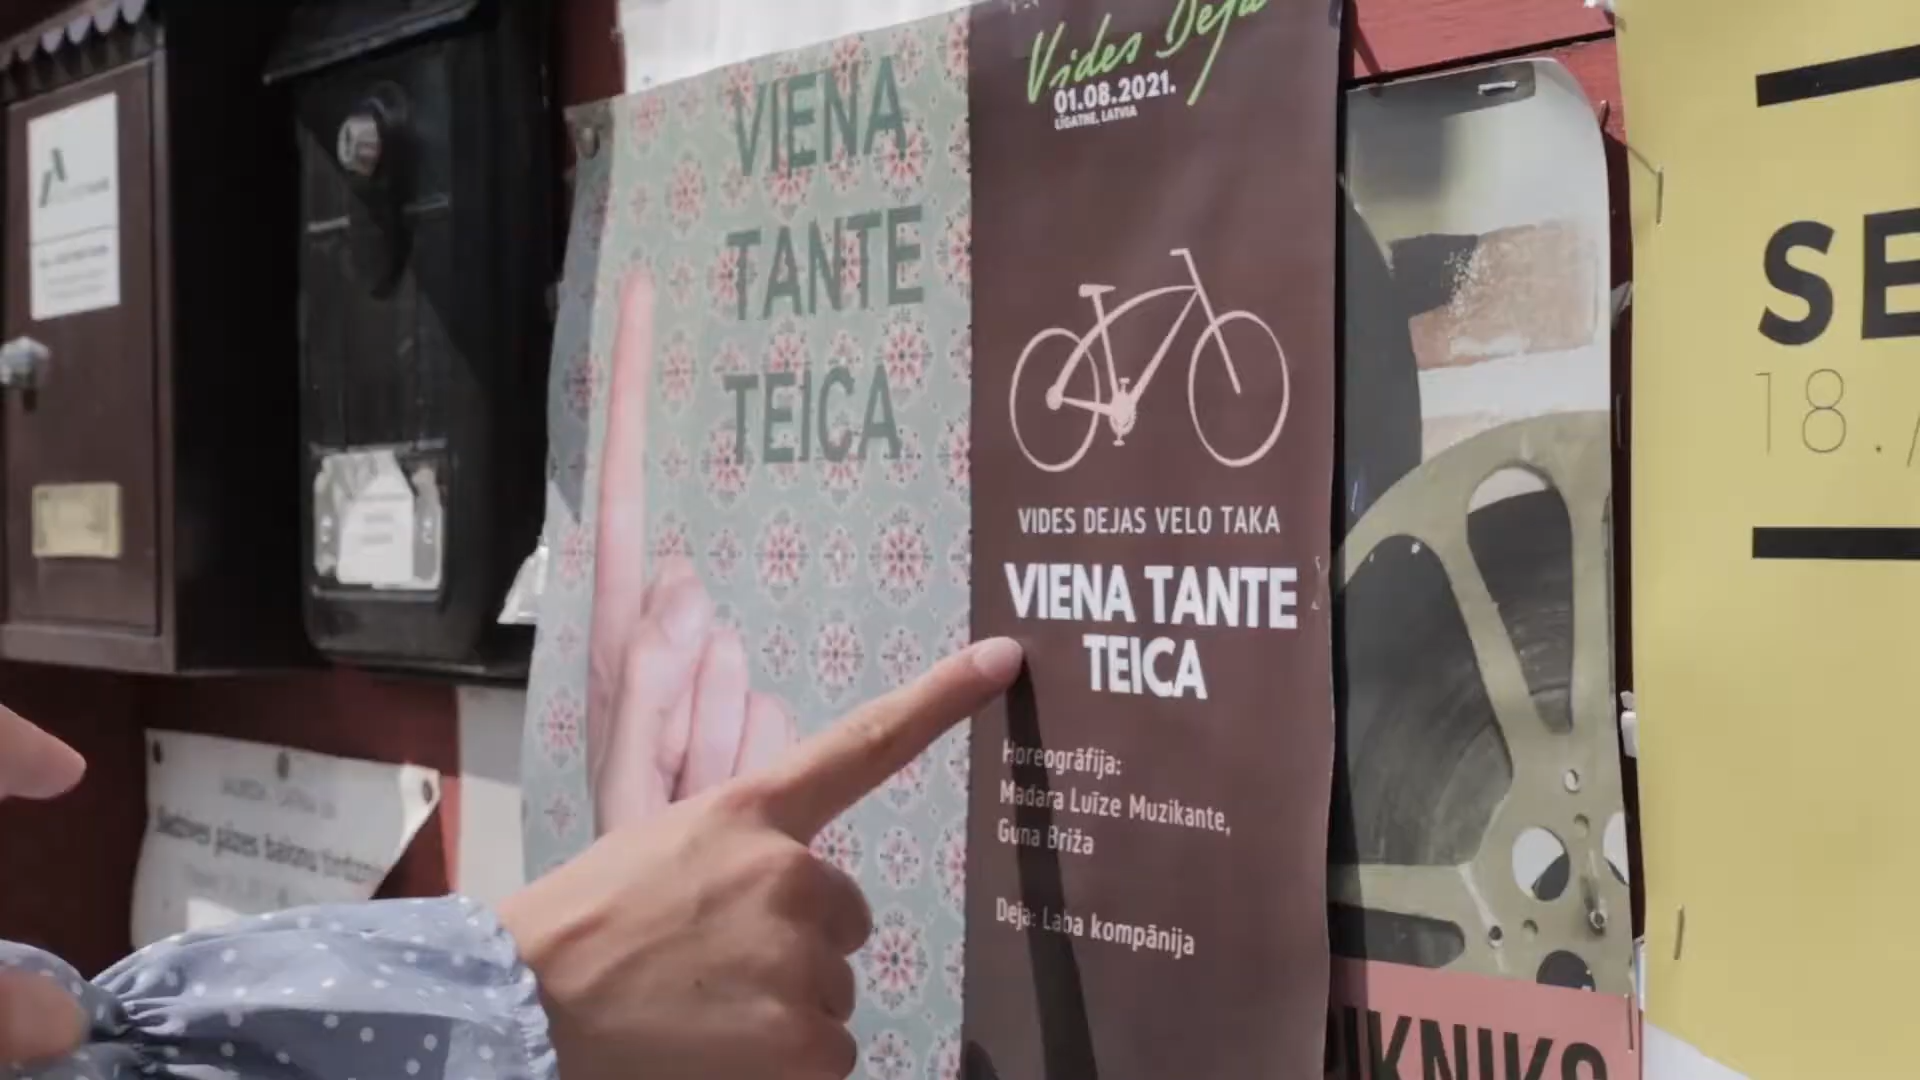 VIENA
TANTE
TEICA
Vides Deja
01.08.2021.
LĪGATNE, LATVIA
VIDES DEJAS VELO TAKA
VIENA TANTE
TEICA
Horeogrāfija:
Madara Luīze Muzikante,
Guna Briža
Deja: Laba kompānija
SE
18.